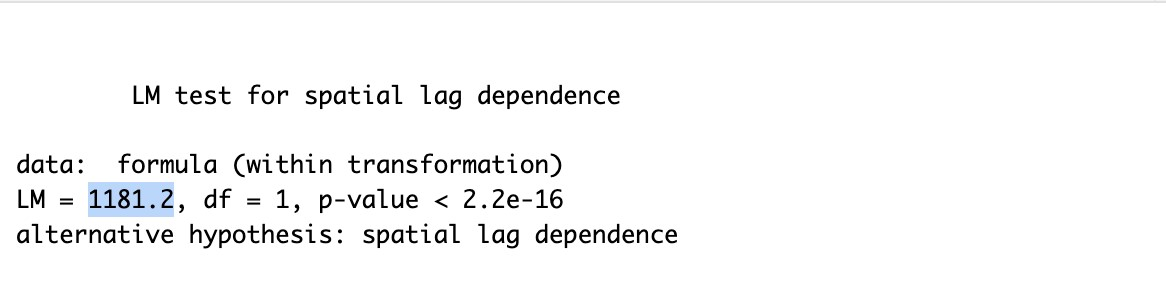 LM test for spatial lag dependence
data:  formula (within transformation)
LM = 1181.2, df = 1, p-value < 2.2e-16
alternative hypothesis: spatial lag dependence